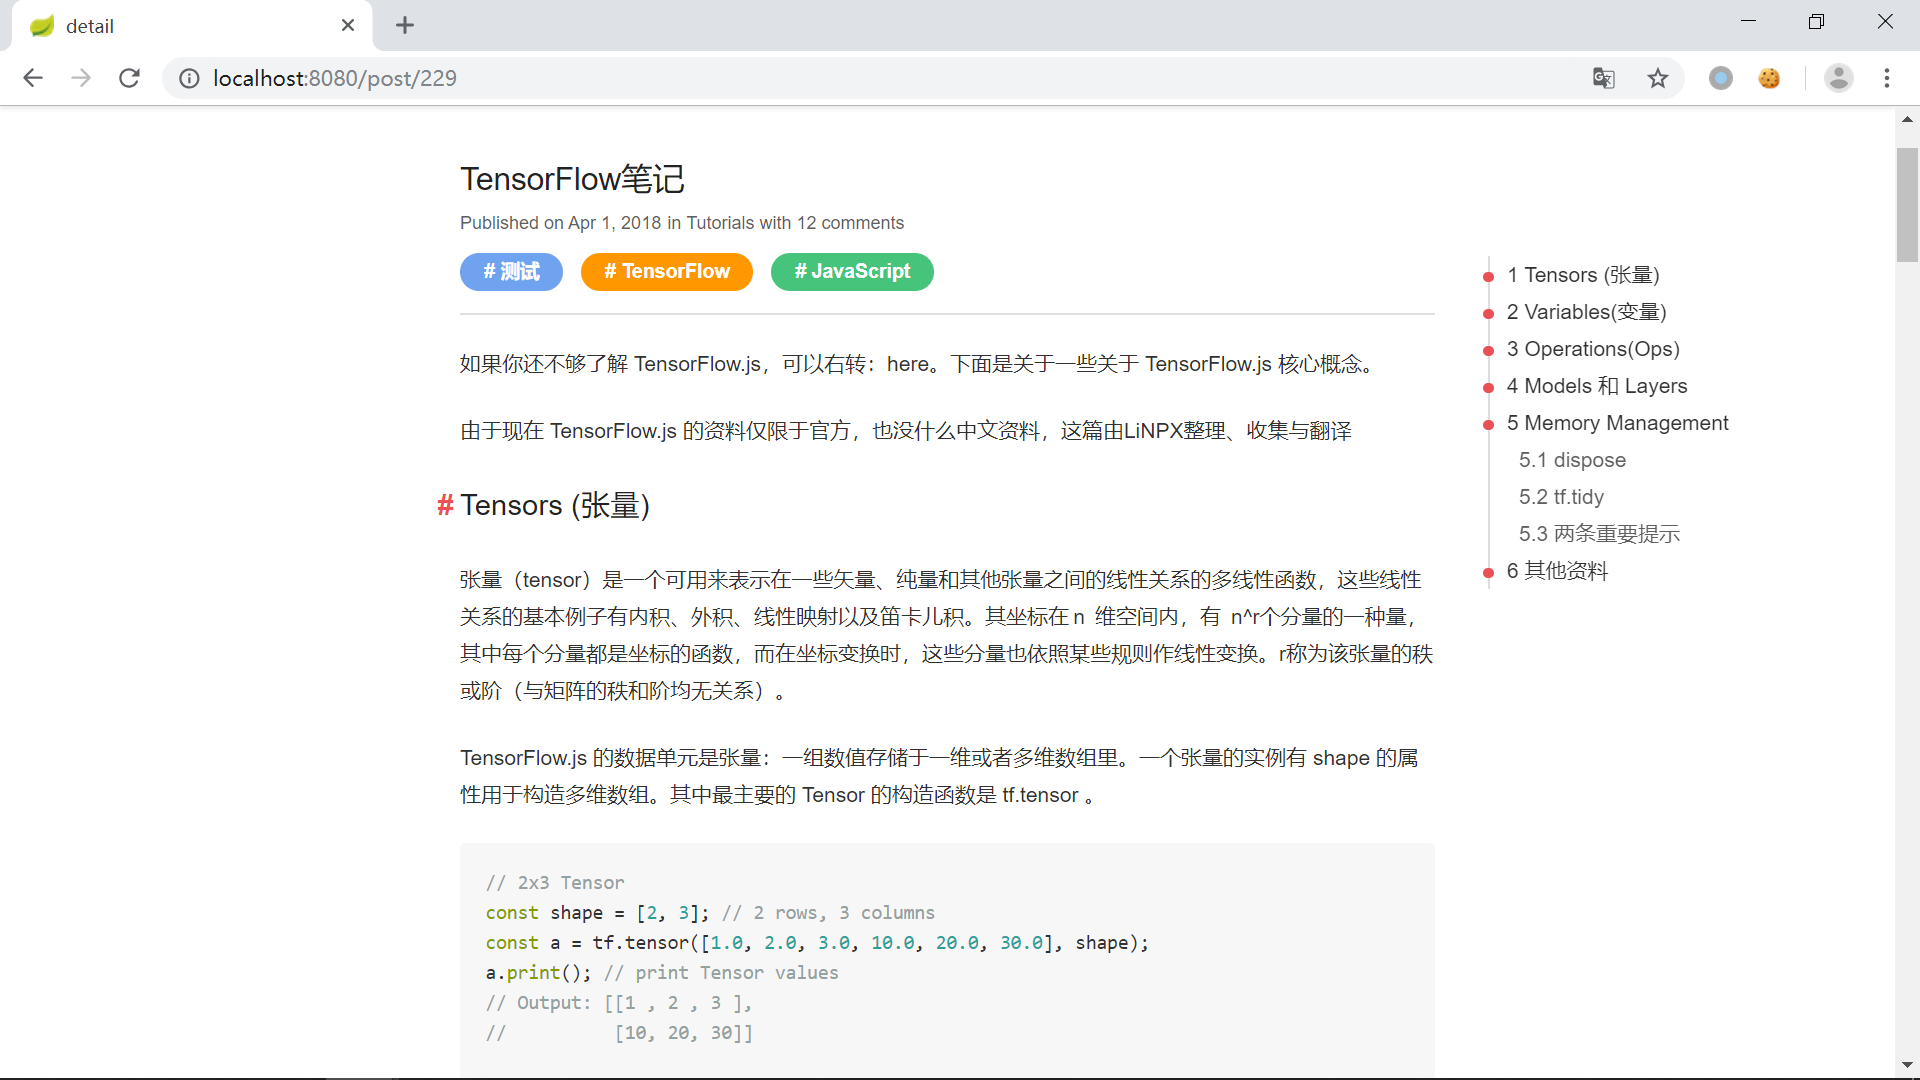 detail
localhost:8080/post/229
TensorFlow笔记
Published on Apr 1, 2018 in Tutorials with 12 comments
# 测试
# TensorFlow
# JavaScript
如果你还不够了解 TensorFlow.js，可以右转：here。下面是关于一些关于 TensorFlow.js 核心概念。
由于现在 TensorFlow.js 的资料仅限于官方，也没什么中文资料，这篇由LiNPX整理、收集与翻译
# Tensors (张量)
张量（tensor）是一个可用来表示在一些矢量、纯量和其他张量之间的线性关系的多线性函数，这些线性
关系的基本例子有内积、外积、线性映射以及笛卡儿积。其坐标在 n 维空间内，有 n^r个分量的一种量，
其中每个分量都是坐标的函数，而在坐标变换时，这些分量也依照某些规则作线性变换。r称为该张量的秩
或阶（与矩阵的秩和阶均无关系）。
TensorFlow.js 的数据单元是张量：一组数值存储于一维或者多维数组里。一个张量的实例有 shape 的属
性用于构造多维数组。其中最主要的 Tensor 的构造函数是 tf.tensor 。
// 2x3 Tensor
const shape = [2, 3]; // 2 rows, 3 columns
const a = tf.tensor([1.0, 2.0, 3.0, 10.0, 20.0, 30.0], shape);
a.print(); // print Tensor values
// Output: [[1 , 2 , 3 ],
//          [10, 20, 30]]
1 Tensors (张量)
2 Variables(变量)
3 Operations(Ops)
4 Models 和 Layers
5 Memory Management
5.1 dispose
5.2 tf.tidy
5.3 两条重要提示
6 其他资料